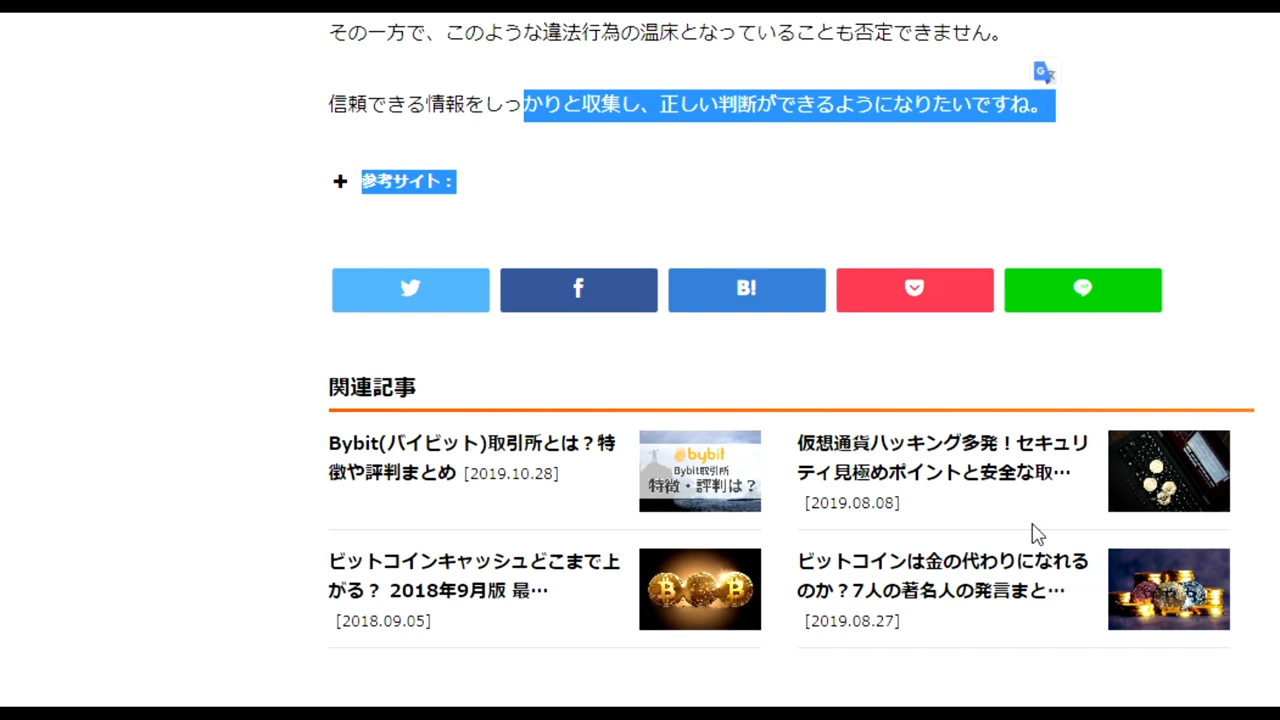 その一方で、このような違法行為の温床となっていることも否定できません。
信頼できる情報をしっかりと収集し、正しい判断ができるようになりたいですね。
+ 参考サイト：
B!
関連記事
Bybit(バイビット)取引所とは？特
徴や評判まとめ [2019.10.28]
bybit
Bybit取引所
特徴・評判は？
仮想通貨ハッキング多発！セキュリ
ティ見極めポイントと安全な取…
[2019.08.08]
ビットコインキャッシュどこまで上
がる？ 2018年9月版 最…
[2018.09.05]
ビットコインは金の代わりになれる
のか？7人の著名人の発言まと…
[2019.08.27]